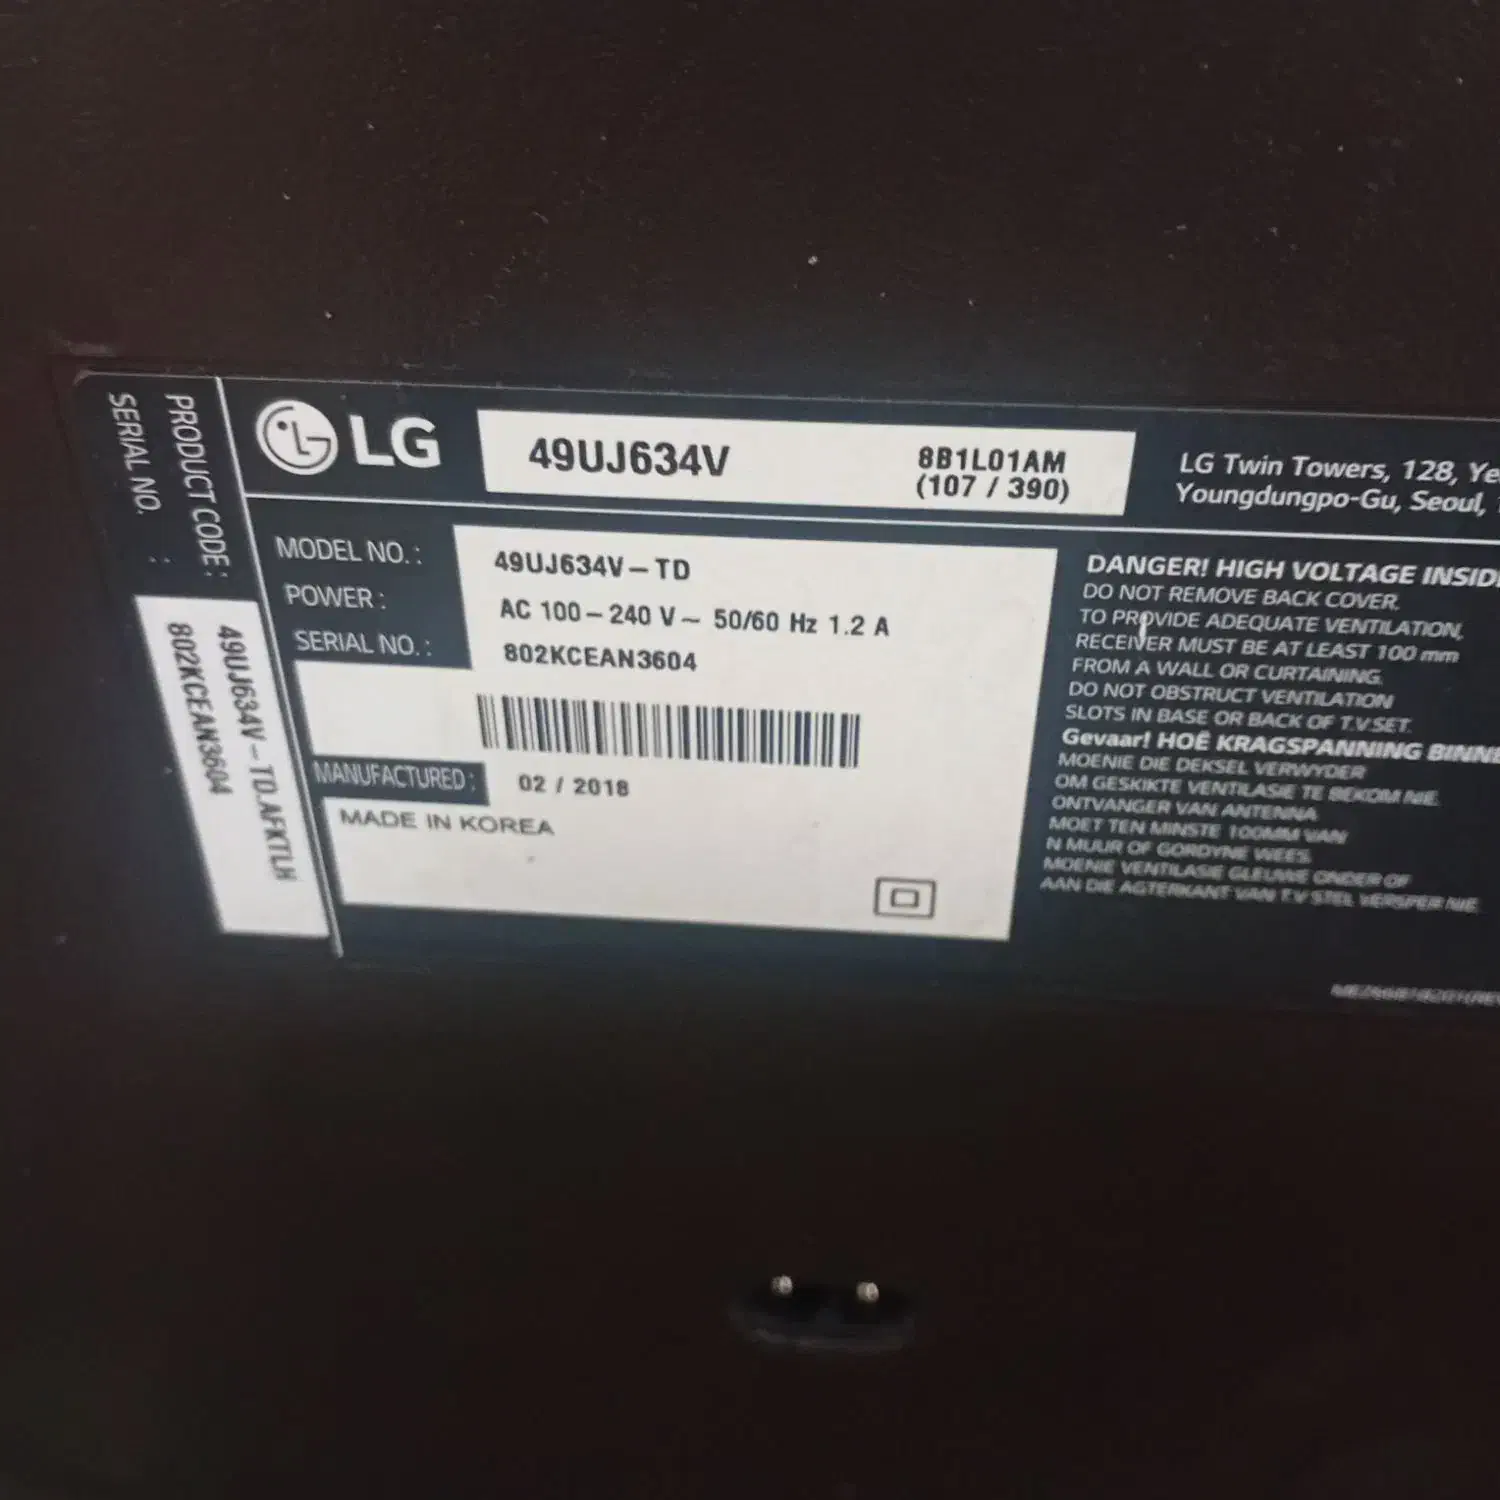 PRODUCT CODE: 49UJ634V-TD.AFKTLH
SERIAL NO. : 802KCEAN3604
LG
49UJ634V
8B1L01AM
(107 / 390)
LG Twin Towers, 128,
Youngdungpo-Gu, Seoul,
MODEL NO.: 49UJ634V-TD
POWER: AC 100-240 V~ 50/60 Hz 1.2 A
SERIAL NO.: 802KCEAN3604
MANUFACTURED: 02 / 2018
MADE IN KOREA
DANGER! HIGH VOLTAGE
DO NOT REMOVE BACK COVER.
TO PROVIDE ADEQUATE VENTILATION,
RECEIVER MUST BE AT LEAST 100 mm
FROM A WALL OR CURTAINING.
DO NOT OBSTRUCT VENTILATION
SLOTS IN BASE OR BACK OF T.V.SET.
Gevaar! HOË KRAGSPANNING
MOENIE DIE DEKSEL VERWYDER
OM GESKIKTE VENTILASIE TE BEKOM NIE.
ONTVANGER VAN ANTENNA
MOET TEN MINSTE 100MM VAN
N MUUR OF GORDYNE WEES.
MOENIE VENTILASIE GLEUWE ONDER OF
AAN DIE AGTERKANT VAN T.V STEL VERSPER NIE.